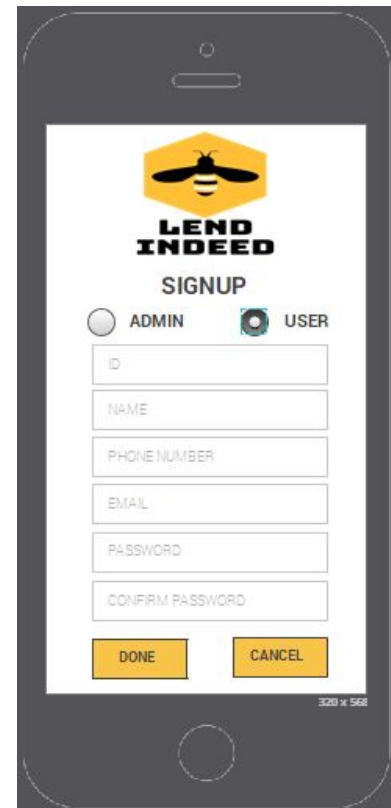 LEND
INDEED
SIGNUP
ADMIN USER
ID
NAME
PHONE NUMBER
EMAIL
PASSWORD
CONFIRM PASSWORD
DONE CANCEL
320 x 568